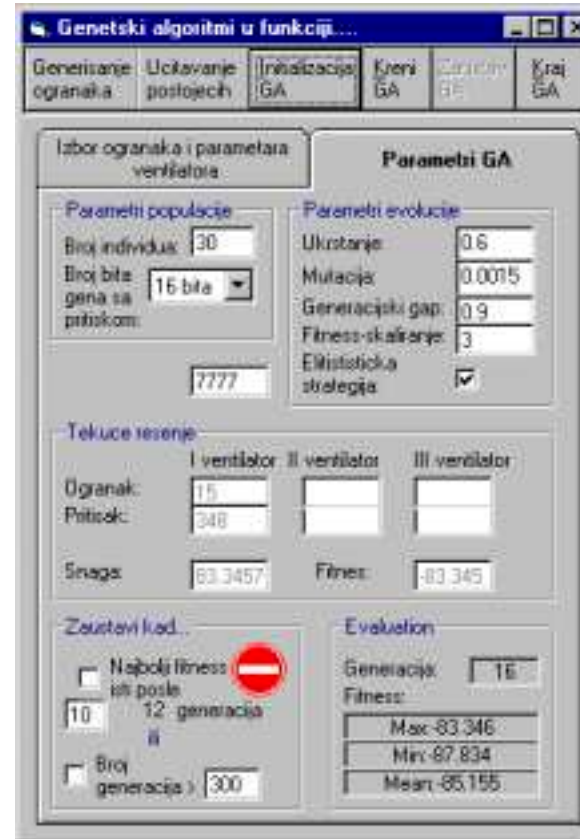 Genetski algoritmi u funkciji....
Generisanje ogranaka
Ucitavanje postojecih
Initializacija GA
Kreni GA
Zaustavi GA
Kraj GA
Izbor ogranaka i parametara ventilatora
Parametri GA
Parametri populacije
Broj individua: 30
Broj bita gena sa pritiskom: 16 bita
7777
Parametri evolucije
Ukrstanje: 0.6
Mutacija: 0.0015
Generacijski gap: 0.9
Fitness-skaliranje: 3
Elitististicka strategija:
Tekuce resenje
I ventilator II ventilator III ventilator
Ogranak: 15
Pritisak: 348
Snaga: 83.3457 Fitnes: -83.345
Zaustavi kad...
Najbolji fitness
isti posle
10 12 generacija
ili
Broj
generacija > 300
Evaluation
Generacija: 16
Fitness:
Max:-83.346
Min:-87.834
Mean:-85.155